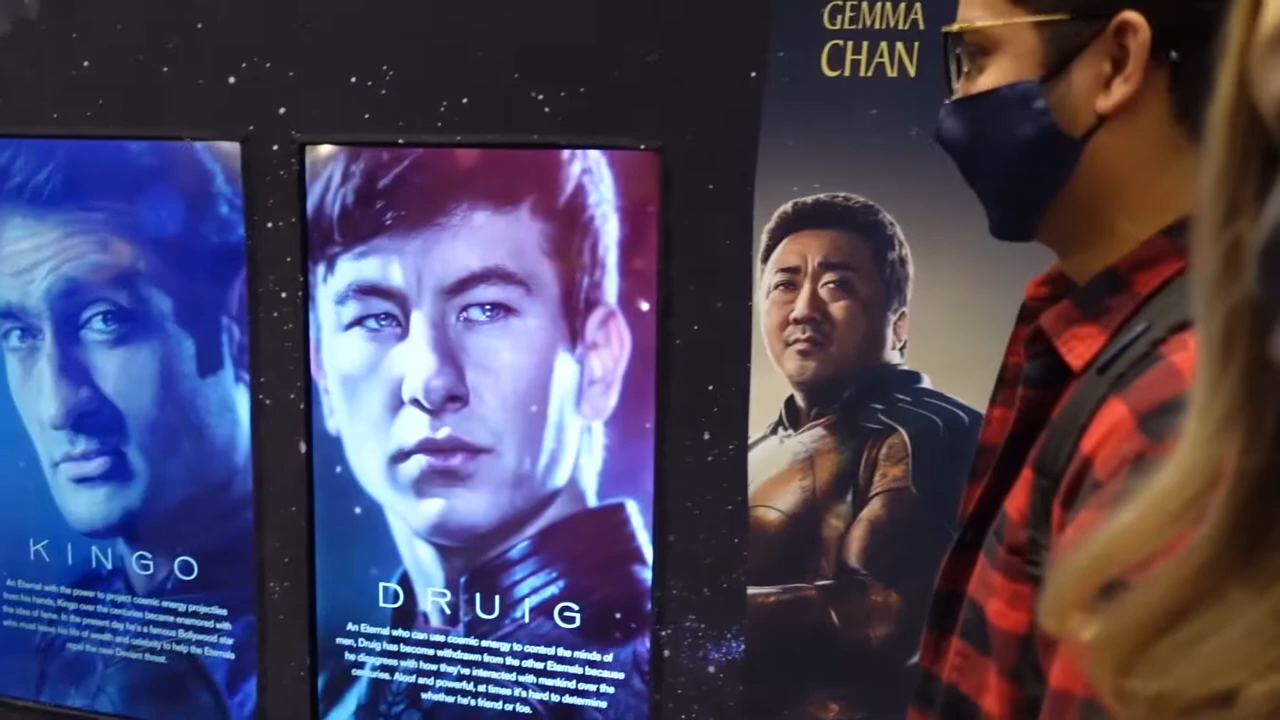 GEMMA
CHAN
KINGO
An Eternal with the power to project cosmic energy projectiles
from his hands, Kingo over the centuries became enamored with
the idea of fame. In the present day he's a famous Bollywood star
who must leave his life of wealth and celebrity to help the Eternals
repel the new Deviant threat.
DRUIG
An Eternal who can use cosmic energy to control the minds of
men, Druig has become withdrawn from the other Eternals because
he disagrees with how they've interacted with mankind over the
centuries. Aloof and powerful, at times it's hard to determine
whether he's friend or foe.